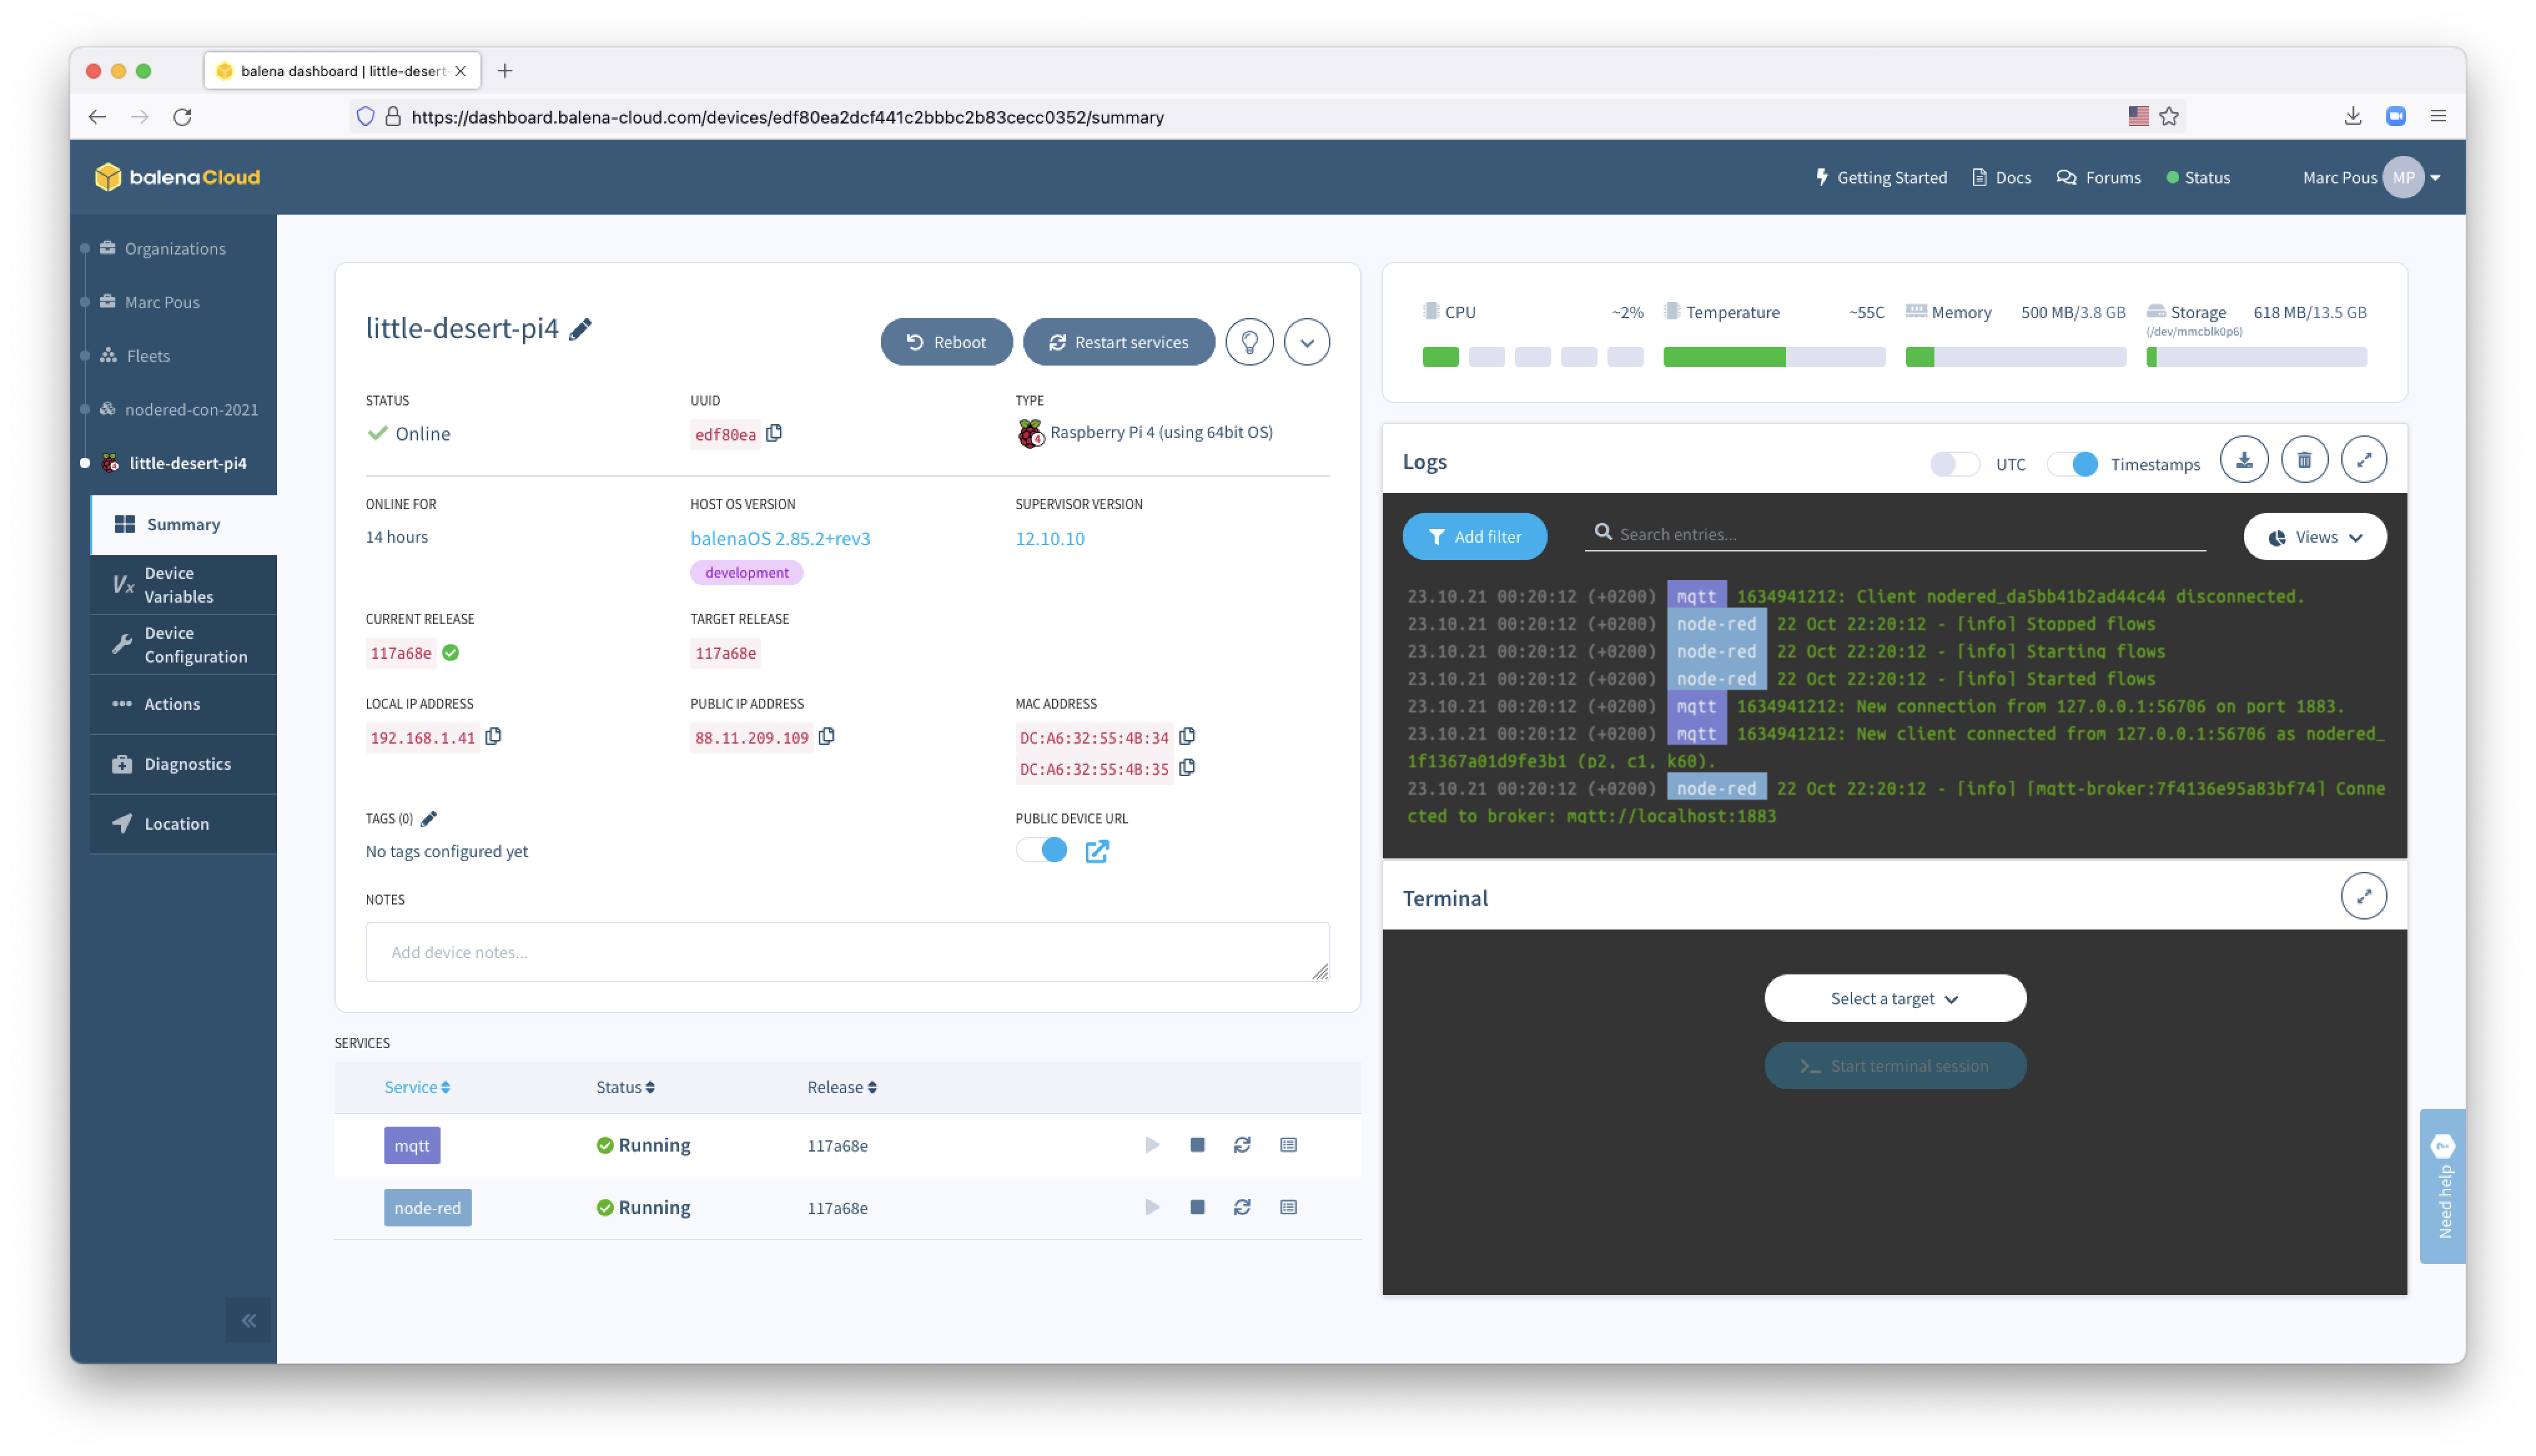 balena dashboard | little-desert-
https://dashboard.balena-cloud.com/devices/edf80ea2dcf441c2bbbc2b83cecc0352/summary
balenaCloud
Getting Started
Docs
Forums
Status
Marc Pous
MP
Organizations
Marc Pous
Fleets
nodered-con-2021
little-desert-pi4
Summary
Vx
Device
Variables
Device
Configuration
Actions
Diagnostics
Location
little-desert-pi4
Reboot
Restart services
STATUS
UUID
TYPE
Online
edf80ea
4
Raspberry Pi 4 (using 64bit OS)
ONLINE FOR
HOST OS VERSION
SUPERVISOR VERSION
14 hours
balenaOS 2.85.2+rev3
12.10.10
development
CURRENT RELEASE
TARGET RELEASE
117a68e
117a68e
LOCAL IP ADDRESS
PUBLIC IP ADDRESS
MAC ADDRESS
192.168.1.41
88.11.209.109
DC:A6:32:55:4B:34
DC:A6:32:55:4B:35
TAGS (0)
PUBLIC DEVICE URL
No tags configured yet
NOTES
Add device notes...
SERVICES
Service
Status
Release
mqtt
Running
117a68e
node-red
Running
117a68e
CPU
~2%
Temperature
~55C
Memory
500 MB/3.8 GB
Storage
618 MB/13.5 GB
(/dev/mmcblk0p6)
Logs
UTC
Timestamps
Add filter
Search entries...
Views
23.10.21 00:20:12 (+0200) mqtt 1634941212: Client nodered_da5bb41b2ad44c44 disconnected.
23.10.21 00:20:12 (+0200) node-red 22 Oct 22:20:12 - [info] Stopped flows
23.10.21 00:20:12 (+0200) node-red 22 Oct 22:20:12 - [info] Starting flows
23.10.21 00:20:12 (+0200) node-red 22 Oct 22:20:12 - [info] Started flows
23.10.21 00:20:12 (+0200) mqtt 1634941212: New connection from 127.0.0.1:56706 on port 1883.
23.10.21 00:20:12 (+0200) mqtt 1634941212: New client connected from 127.0.0.1:56706 as nodered_
1f1367a01d9fe3b1 (p2, c1, k60).
23.10.21 00:20:12 (+0200) node-red 22 Oct 22:20:12 - [info] [mqtt-broker:7f4136e95a83bf74] Conne
cted to broker: mqtt://localhost:1883
Terminal
Select a target
Start terminal session
Need help